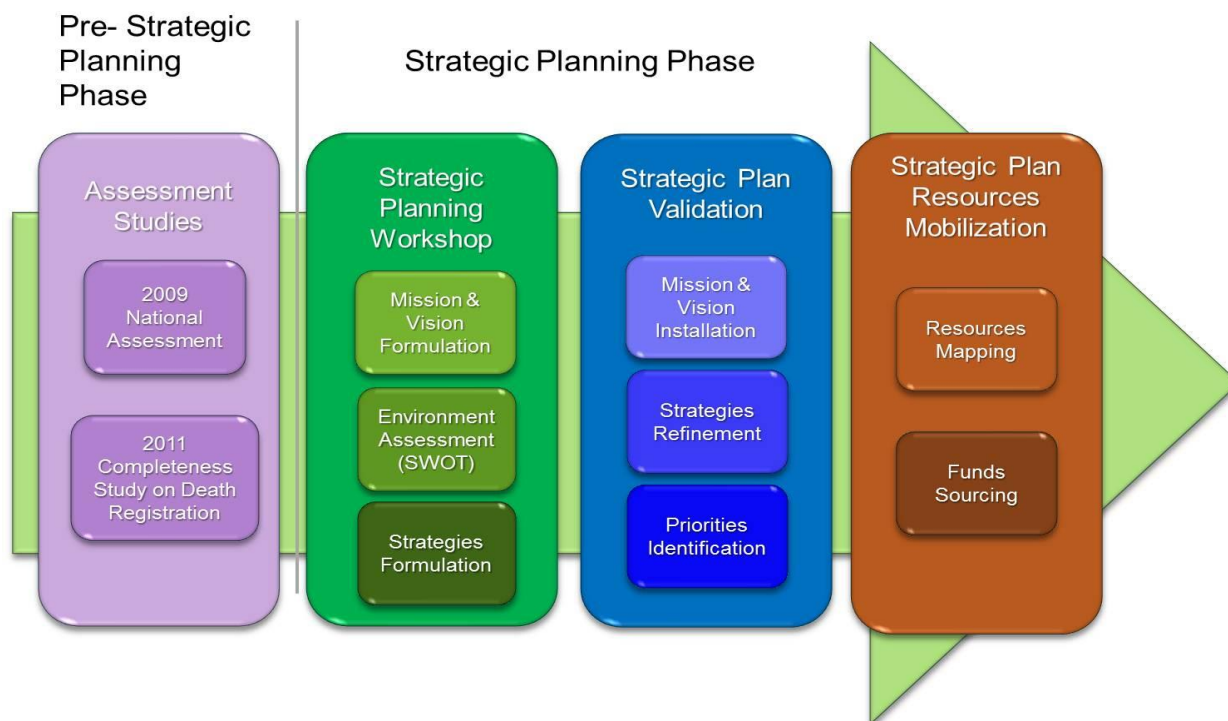 Pre- Strategic
Planning
Phase
Strategic Planning Phase
Assessment
Studies
2009
National
Assessment
2011
Completeness
Study on Death
Registration
Strategic
Planning
Workshop
Mission &
Vision
Formulation
Environment
Assessment
(SWOT)
Strategies
Formulation
Strategic Plan
Validation
Mission &
Vision
Installation
Strategies
Refinement
Priorities
Identification
Strategic Plan
Resources
Mobilization
Resources
Mapping
Funds
Sourcing